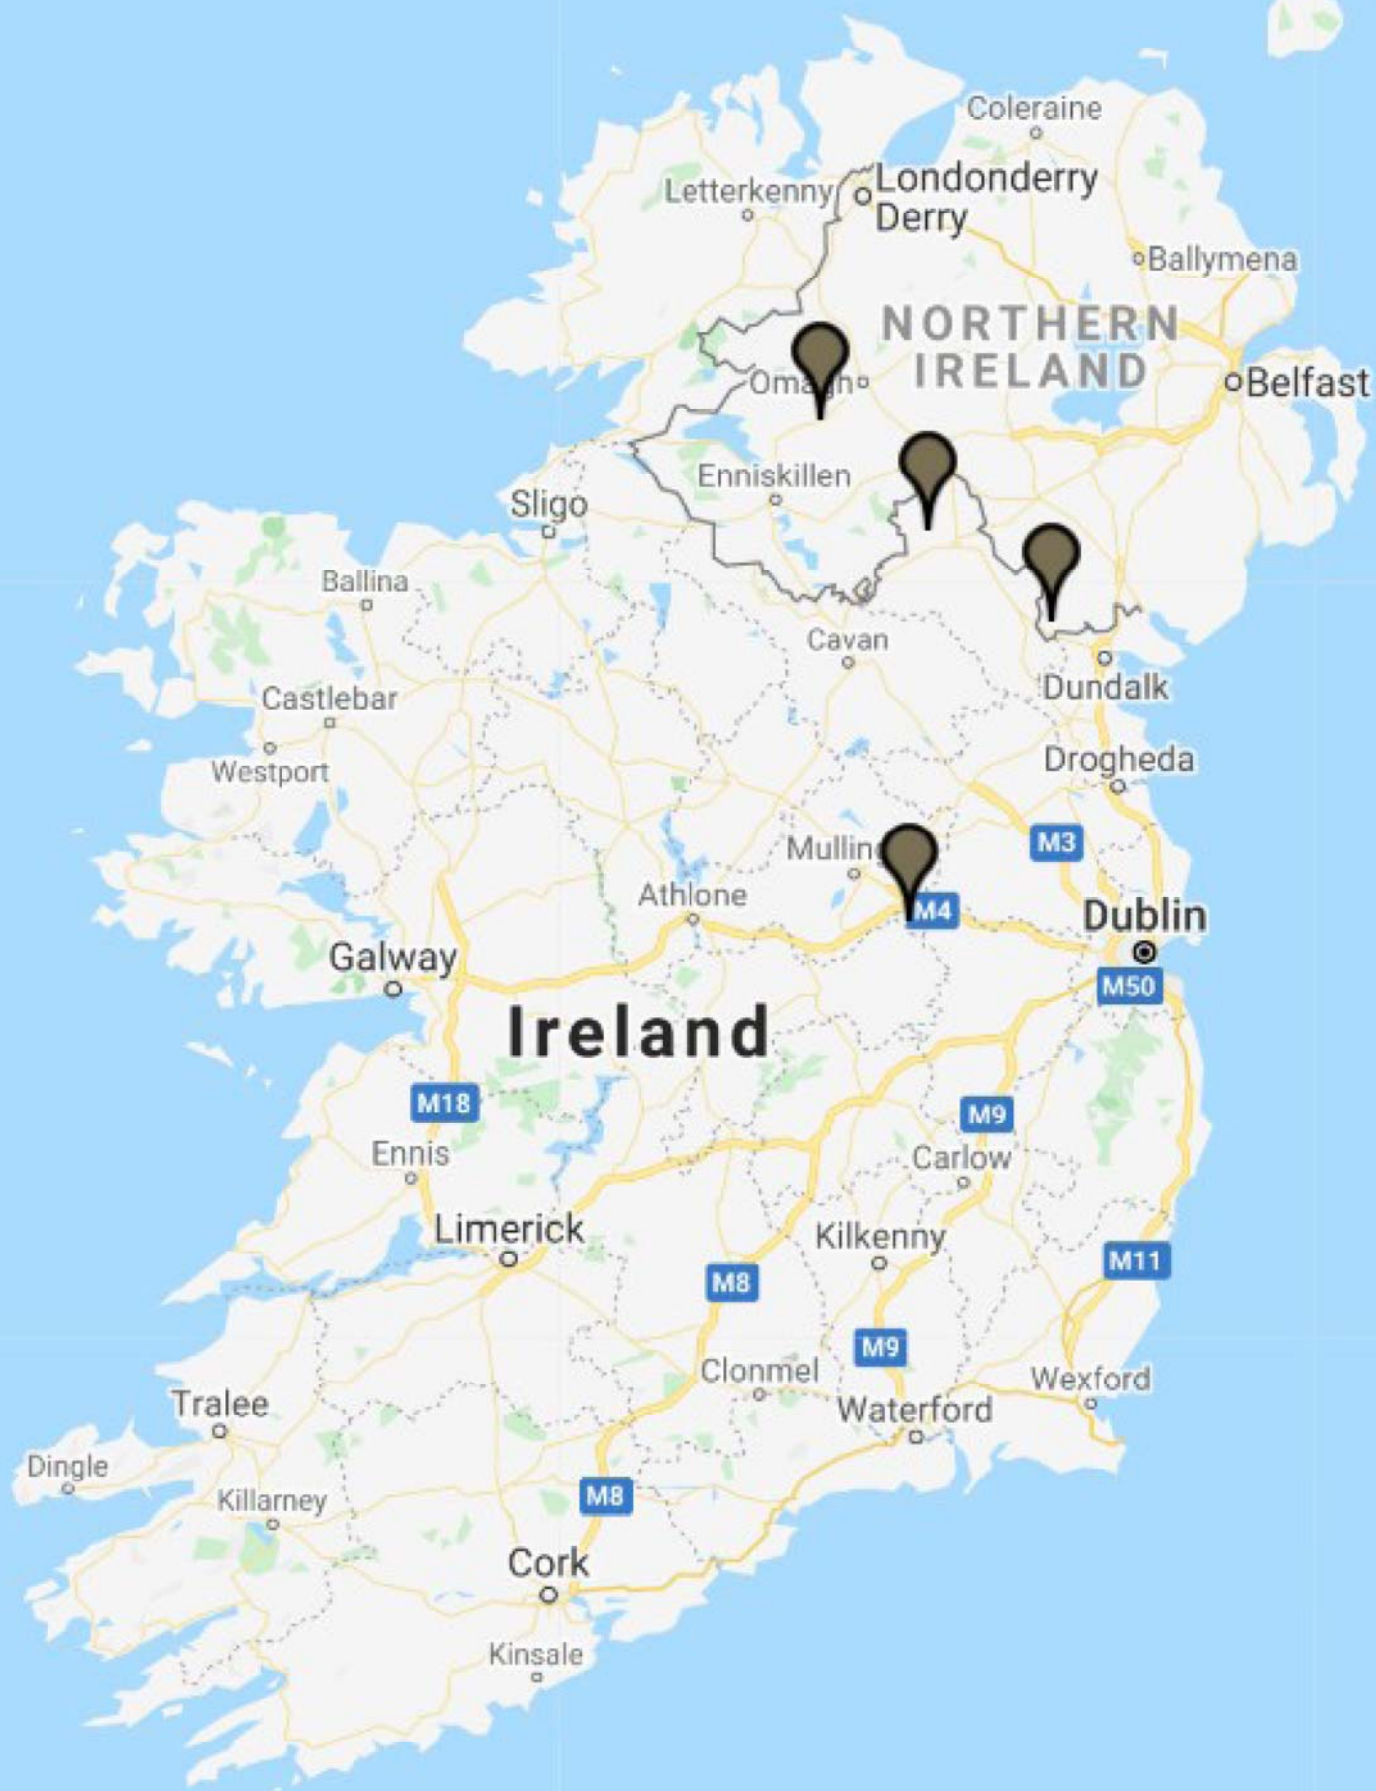 Coleraine
Londonderry
Derry
Letterkenny
Ballymena
NORTHERN
IRELAND
Omagh
Belfast
Enniskillen
Sligo
Ballina
Cavan
Dundalk
Castlebar
Westport
Drogheda
M3
Mulling
Athlone
M4
Dublin
Galway
M50
Ireland
M18
M9
Ennis
Carlow
Limerick
Kilkenny
M11
M8
M9
Clonmel
Wexford
Tralee
Waterford
Dingle
M8
Killarney
Cork
Kinsale